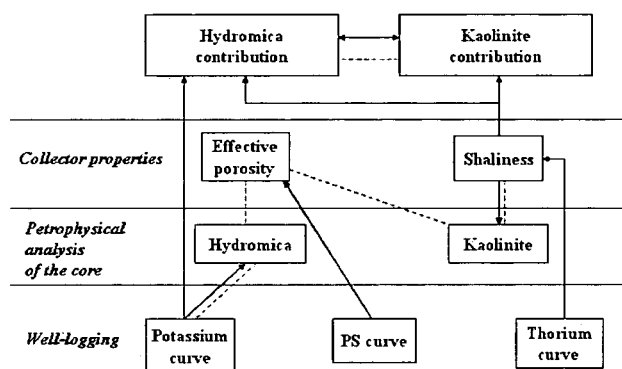 Hydromica
contribution
Kaolinite
contribution
Collector properties
Effective
porosity
Shaliness
Petrophysical
analysis
of the core
Hydromica
Kaolinite
Well-logging
Potassium
curve
PS curve
Thorium
curve